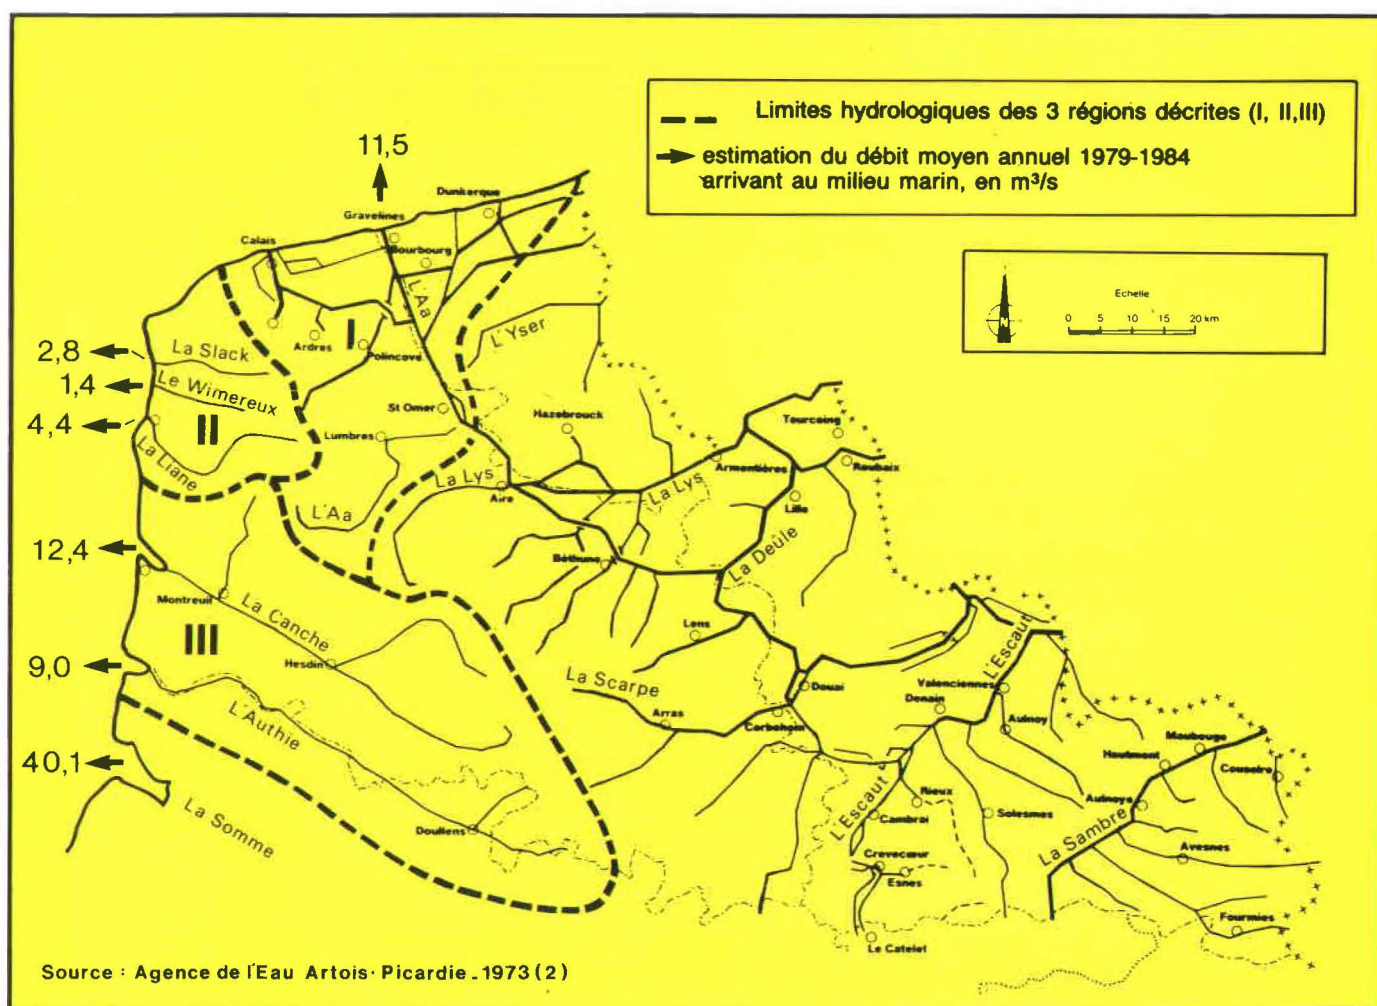 Limites hydrologiques des 3 régions décrites (I, II,III)
estimation du débit moyen annuel 1979-1984
arrivant au milieu marin, en m³/s
11,5
Dunkerque
Gravelines
Calais
Bourbourg
L'Aa
Echelle
N
0 5 10 15 20 km
I
Ardres
Polincove
L'Yser
2,8
La Slack
1,4
Le Wimereux
4,4
II
St Omer
Lumbres
Hazebrouck
Tourcoing
Armentières
Roubaix
La Liane
La Lys
Aire
La Lys
Lille
L'Aa
12,4
Béthune
La Deûle
Montreuil
La Canche
III
Lens
Hesdin
9,0
La Scarpe
Douai
L'Escaut
Valenciennes
Denain
L'Authie
Arras
Corbehem
Aulnoy
Maubouge
Hautmont
Cousolre
40,1
La Somme
Doullens
L'Escaut
Rieux
Cambrai
Solesmes
Aulnoye
La Sambre
Avesnes
Crevecœur
Esnes
Fourmies
Le Catelet
Source : Agence de l'Eau Artois-Picardie_1973 (2)